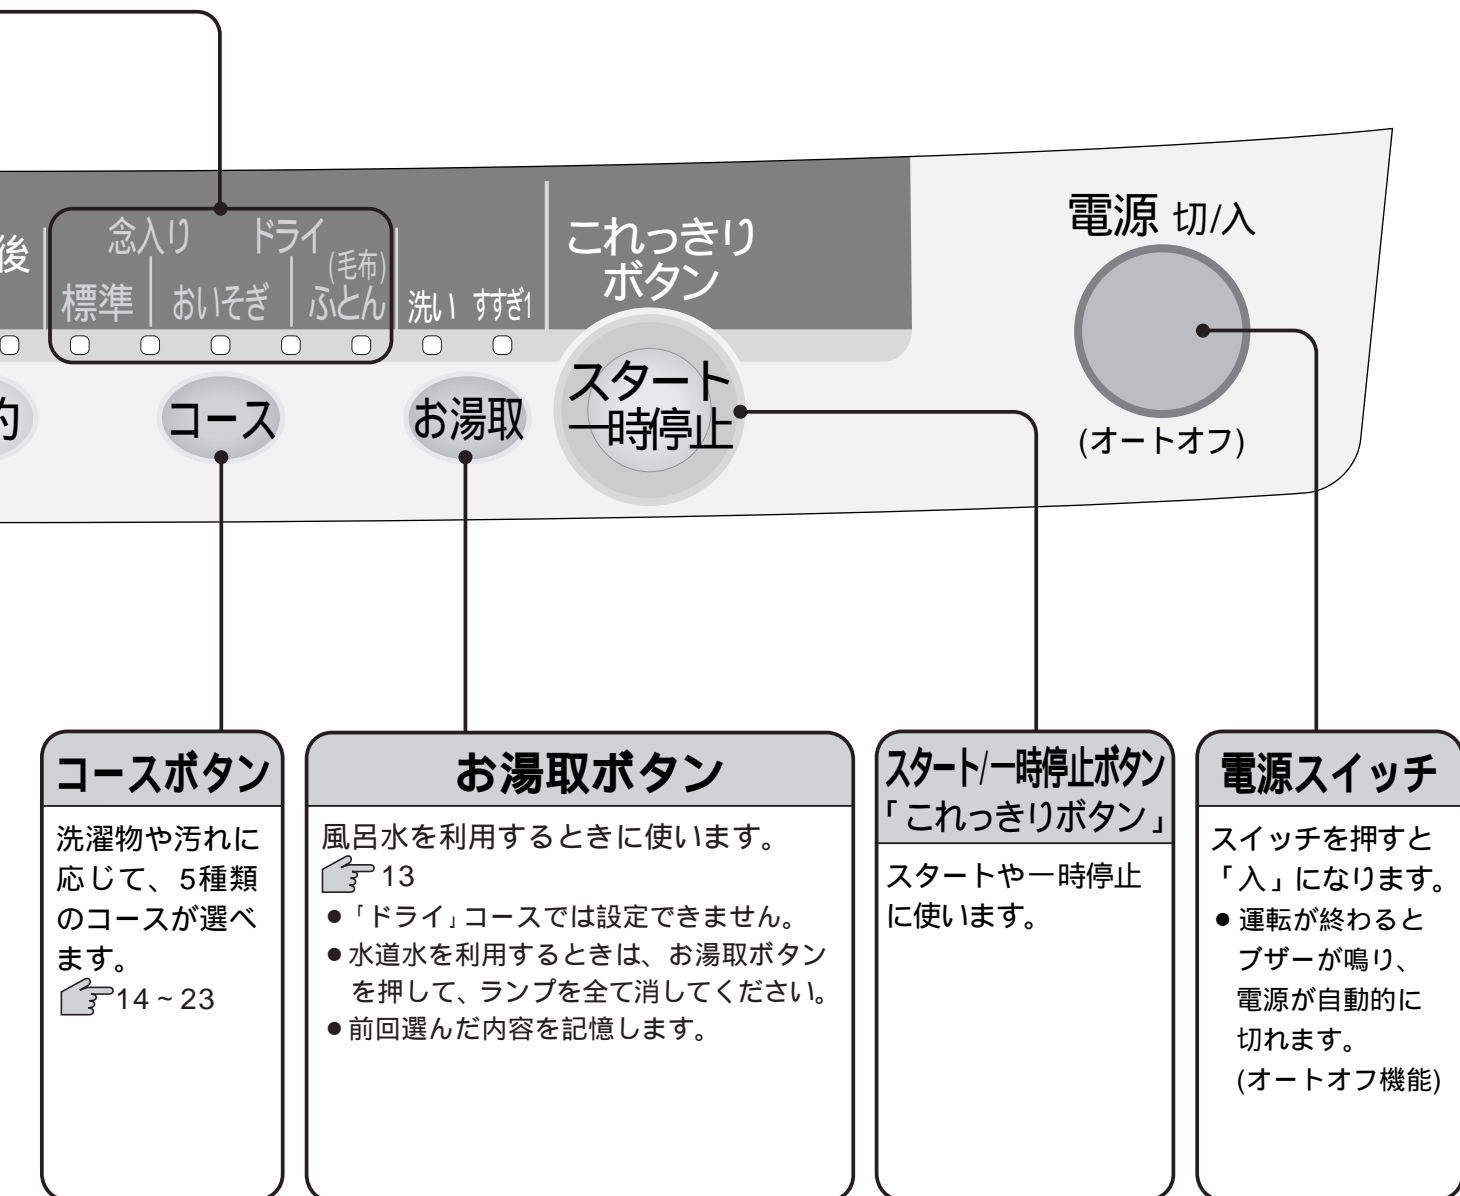 後
念入り ドライ
(毛布)
標準 おいそぎ ふとん
洗い すすぎ1
これっきり
ボタン
電源 切/入
約
コース
お湯取
スタート
一時停止
(オートオフ)
コースボタン
洗濯物や汚れに
応じて、5種類
のコースが選べ
ます。
14～23
お湯取ボタン
風呂水を利用するときに使います。
13
●「ドライ」コースでは設定できません。
●水道水を利用するときは、お湯取ボタン
を押して、ランプを全て消してください。
●前回選んだ内容を記憶します。
スタート/一時停止ボタン
「これっきりボタン」
スタートや一時停止
に使います。
電源スイッチ
スイッチを押すと
「入」になります。
●運転が終わると
ブザーが鳴り、
電源が自動的に
切れます。
(オートオフ機能)